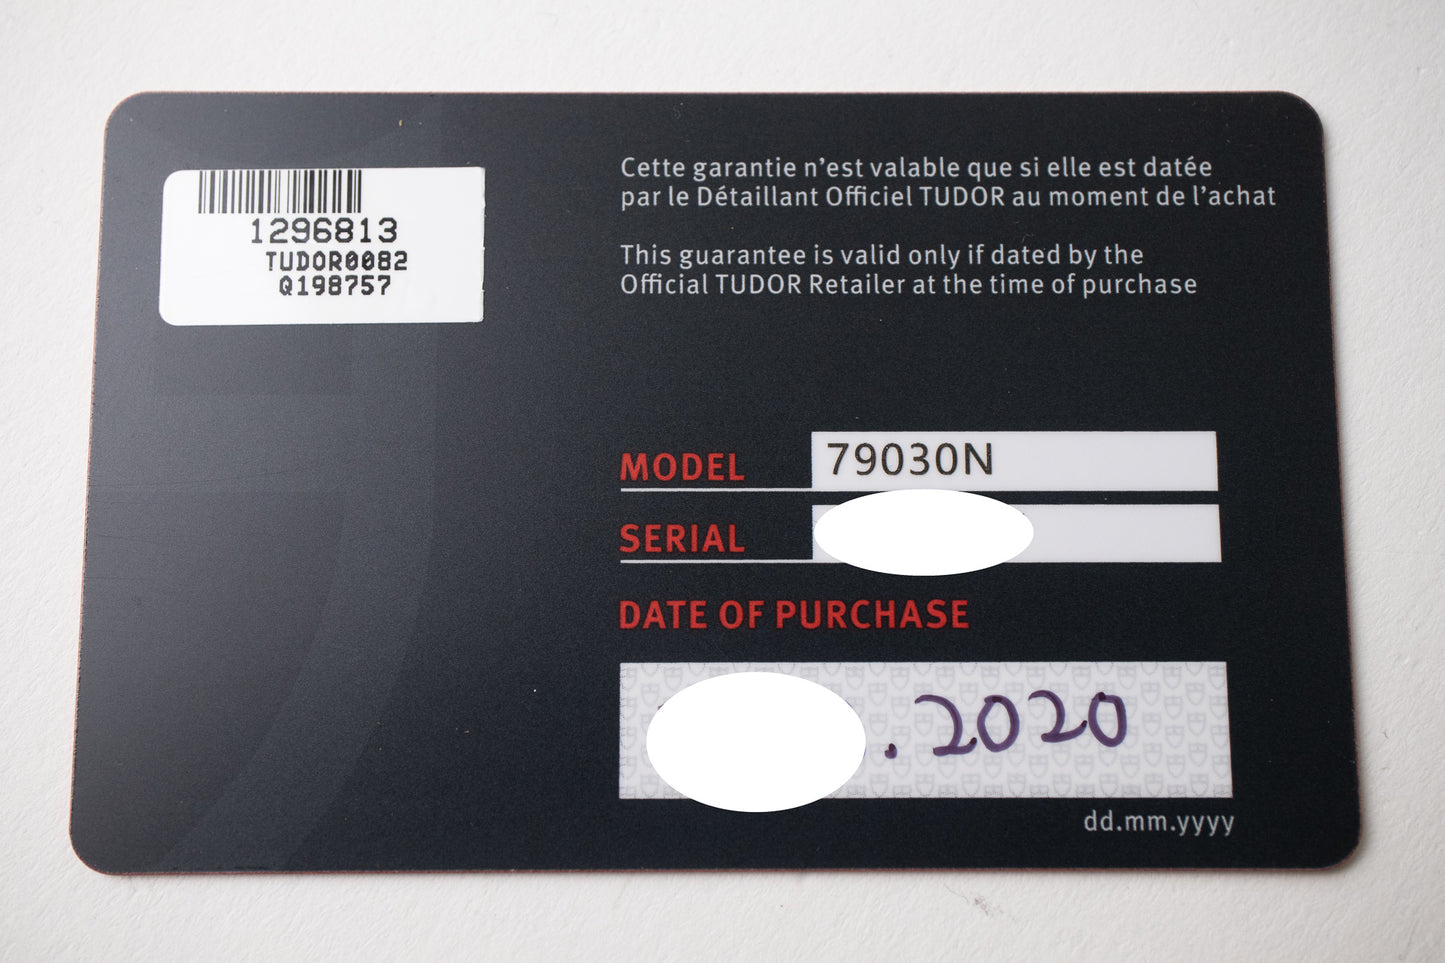 1296813
TUDOR0082
Q198757
Cette garantie n'est valable que si elle est datée
par le Détaillant Officiel TUDOR au moment de l'achat
This guarantee is valid only if dated by the
Official TUDOR Retailer at the time of purchase
MODEL 79030N
SERIAL
DATE OF PURCHASE
.2020
dd.mm.yyyy